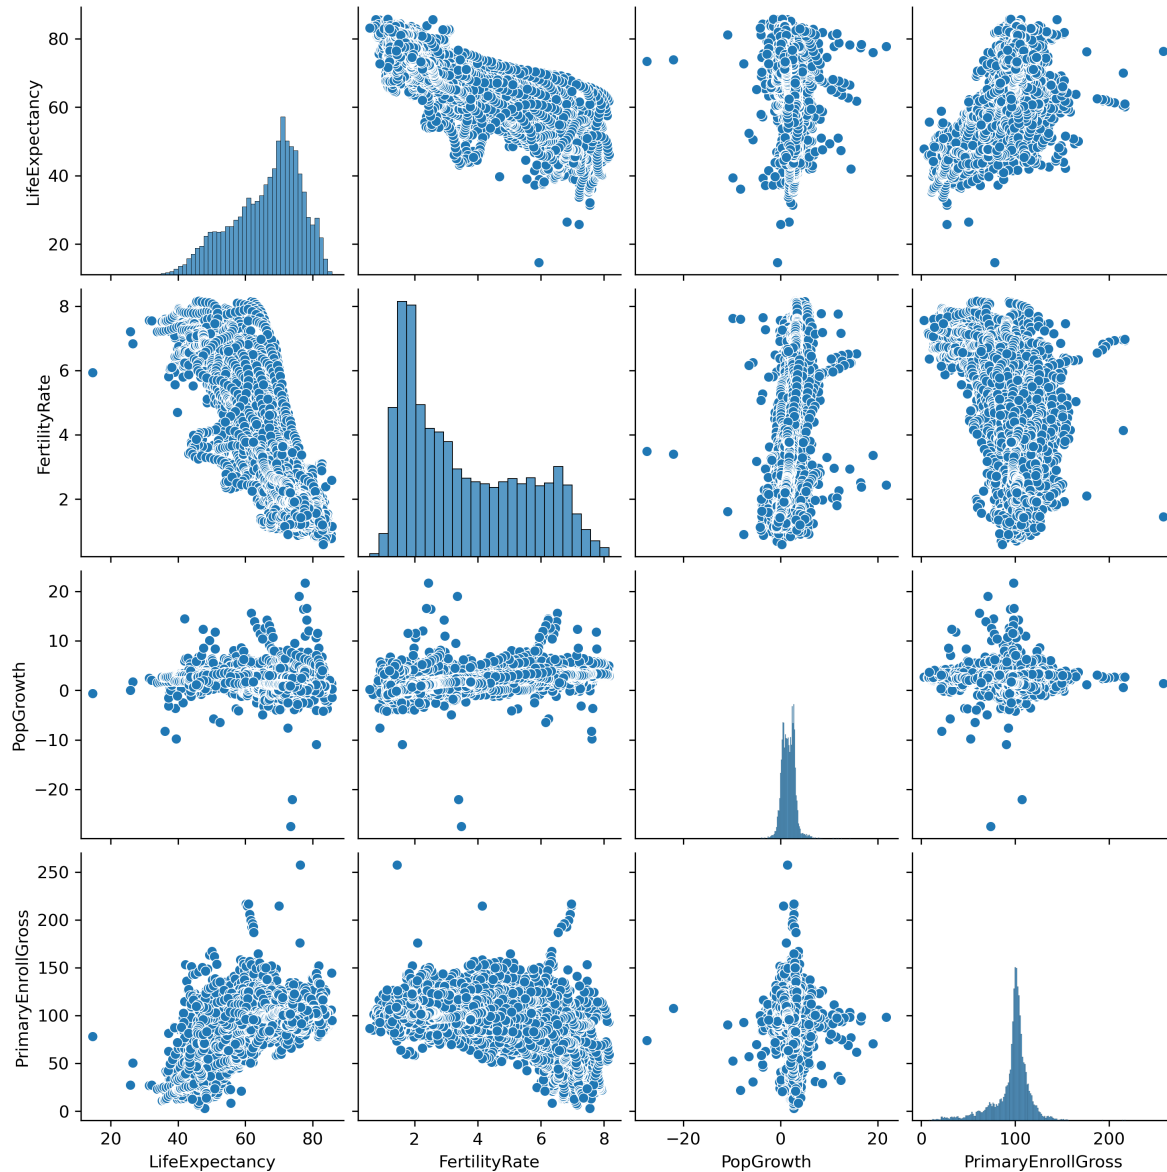 80
60
40
20
LifeExpectancy
8
6
4
2
FertilityRate
20
10
0
−10
−20
PopGrowth
250
200
150
100
50
0
PrimaryEnrollGross
20 40 60 80
LifeExpectancy
2 4 6 8
FertilityRate
−20 0 20
PopGrowth
0 100 200
PrimaryEnrollGross